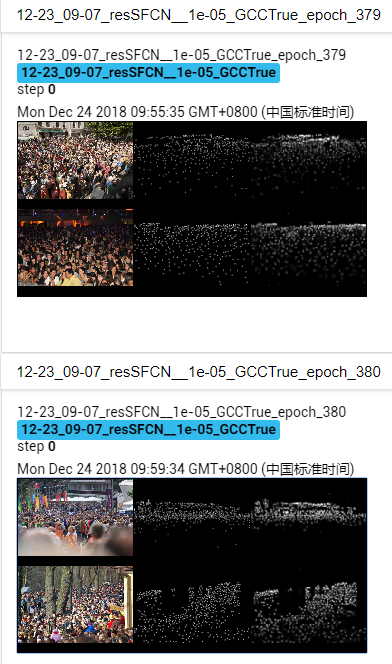 12-23_09-07_resSFCN__1e-05_GCCTrue_epoch_379
12-23_09-07_resSFCN__1e-05_GCCTrue_epoch_379
12-23_09-07_resSFCN__1e-05_GCCTrue
step 0
Mon Dec 24 2018 09:55:35 GMT+0800 (中国标准时间)
12-23_09-07_resSFCN__1e-05_GCCTrue_epoch_380
12-23_09-07_resSFCN__1e-05_GCCTrue_epoch_380
12-23_09-07_resSFCN__1e-05_GCCTrue
step 0
Mon Dec 24 2018 09:59:34 GMT+0800 (中国标准时间)